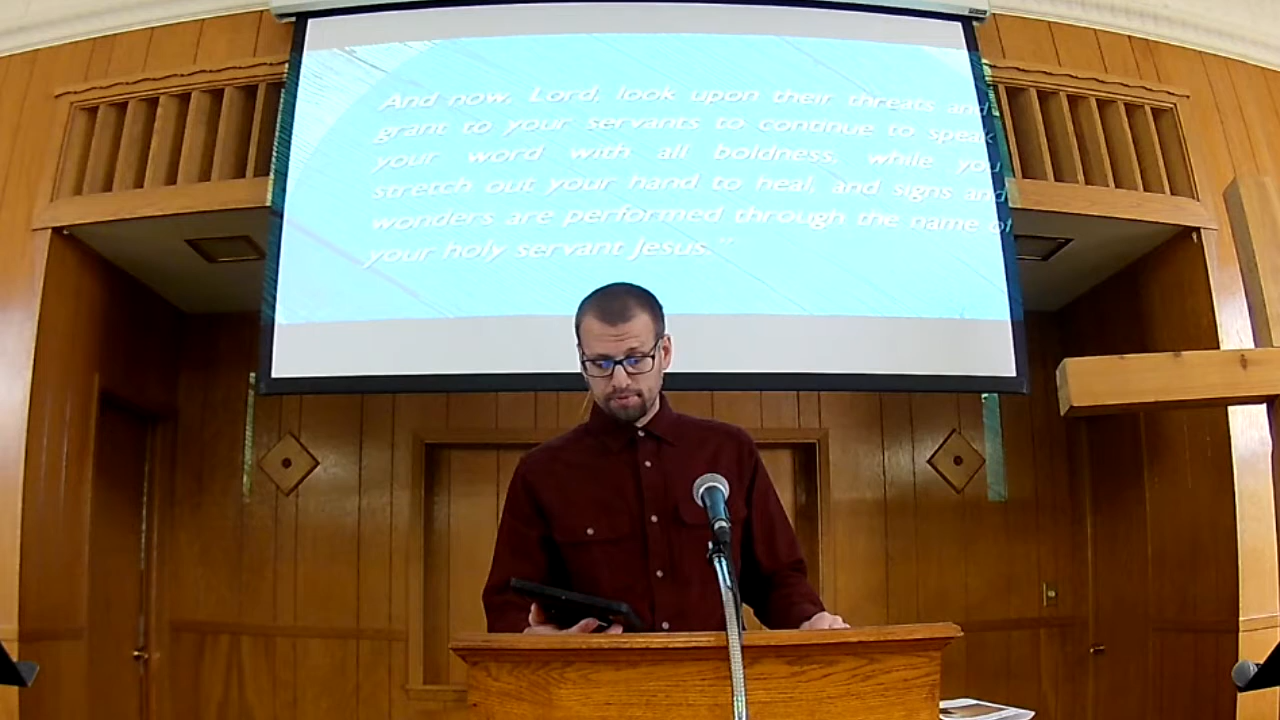 And now, Lord, look upon their threats and
grant to your servants to continue to speak
your word with all boldness, while you
stretch out your hand to heal, and signs and
wonders are performed through the name of
your holy servant Jesus.”